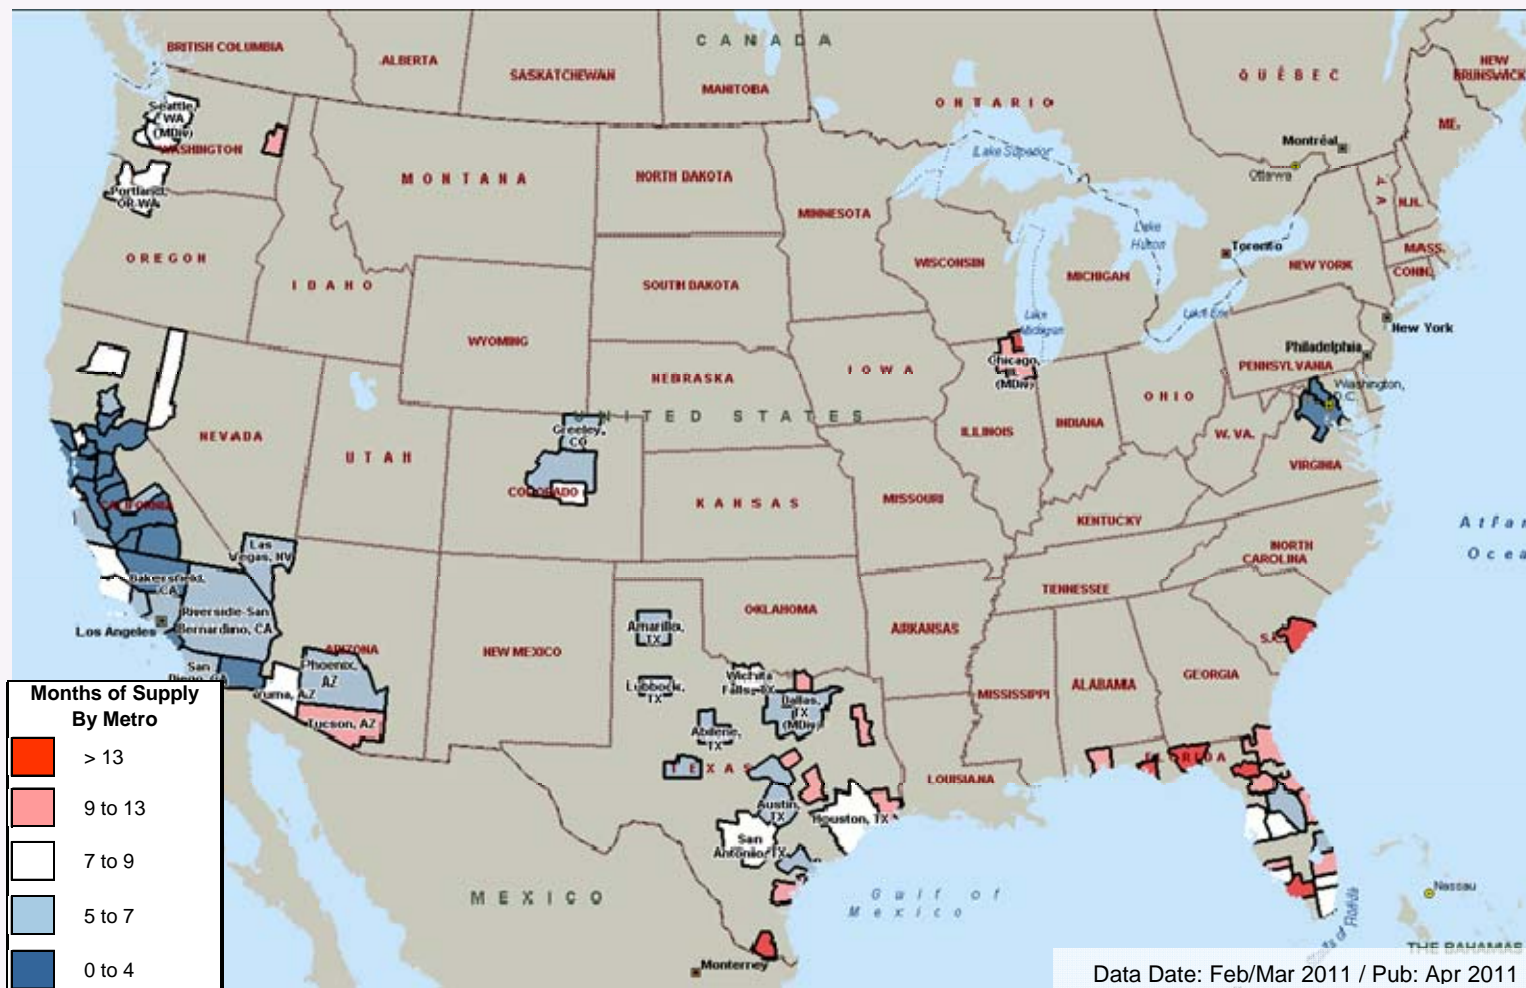 CANADA
BRITISH COLUMBIA
ALBERTA
SASKATCHEWAN
MANITOBA
ONTARIO
QUÉBEC
NEW
BRUNSWICK
Seattle,
WA
(MDiv)
WASHINGTON
Portland,
OR-WA
MONTANA
NORTH DAKOTA
MINNESOTA
Lake Superior
Montréal
Ottawa
ME.
N.H.
OREGON
IDAHO
SOUTH DAKOTA
WISCONSIN
MICHIGAN
Lake
Huron
Toronto
NEW YORK
MASS.
CONN.
WYOMING
NEBRASKA
IOWA
Lake
Michigan
Lake Erie
New York
Philadelphia
PENNSYLVANIA
Chicago,
IL
(MDiv)
OHIO
Washington,
D.C.
UNITED STATES
NEVADA
UTAH
Greeley,
CO
COLORADO
KANSAS
MISSOURI
ILLINOIS
INDIANA
W. VA.
VIRGINIA
KENTUCKY
CALIFORNIA
Las
Vegas, NV
Bakersfield,
CA
Riverside-San
Bernardino, CA
Los Angeles
San
Diego, CA
ARIZONA
Phoenix,
AZ
Yuma, AZ
Tucson, AZ
NEW MEXICO
OKLAHOMA
ARKANSAS
TENNESSEE
NORTH
CAROLINA
S.C.
MISSISSIPPI
ALABAMA
GEORGIA
Amarillo,
TX
Lubbock,
TX
Wichita
Falls, TX
Dallas,
TX
(MDiv)
Abilene,
TX
TEXAS
Austin,
TX
Houston, TX
San
Antonio, TX
LOUISIANA
FLORIDA
MEXICO
Gulf of
Mexico
Monterrey
Nassau
THE BAHAMAS
Months of Supply
By Metro
> 13
9 to 13
7 to 9
5 to 7
0 to 4
Data Date: Feb/Mar 2011 / Pub: Apr 2011